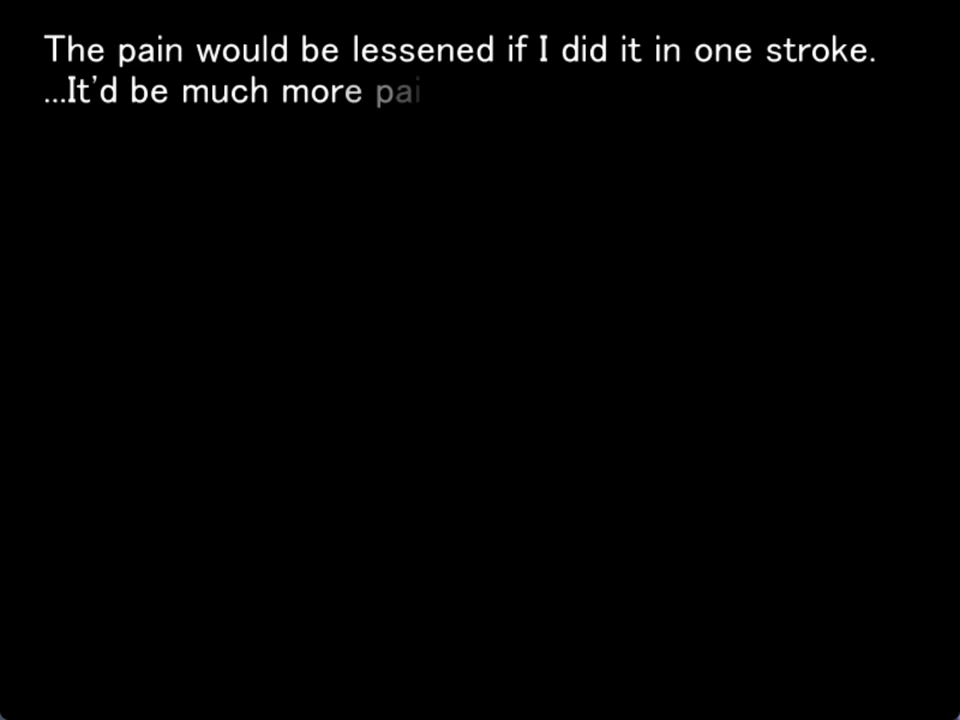 The pain would be lessened if I did it in one stroke.
...It'd be much more pai